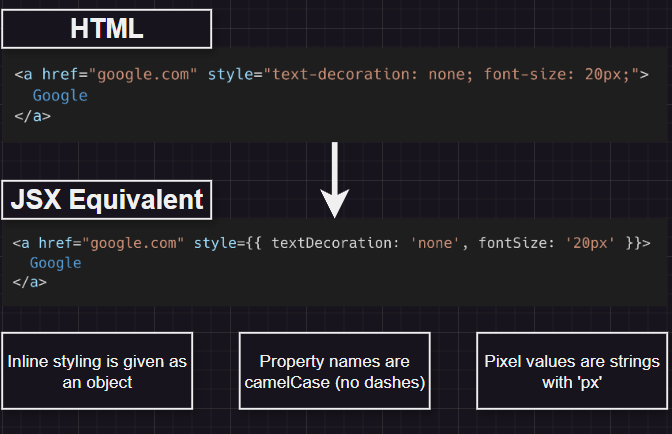 HTML
<a href="google.com" style="text-decoration: none; font-size: 20px;">
Google
</a>
JSX Equivalent
<a href="google.com" style={{ textDecoration: 'none', fontSize: '20px' }}>
Google
</a>
Inline styling is given as
an object
Property names are
camelCase (no dashes)
Pixel values are strings
with 'px'